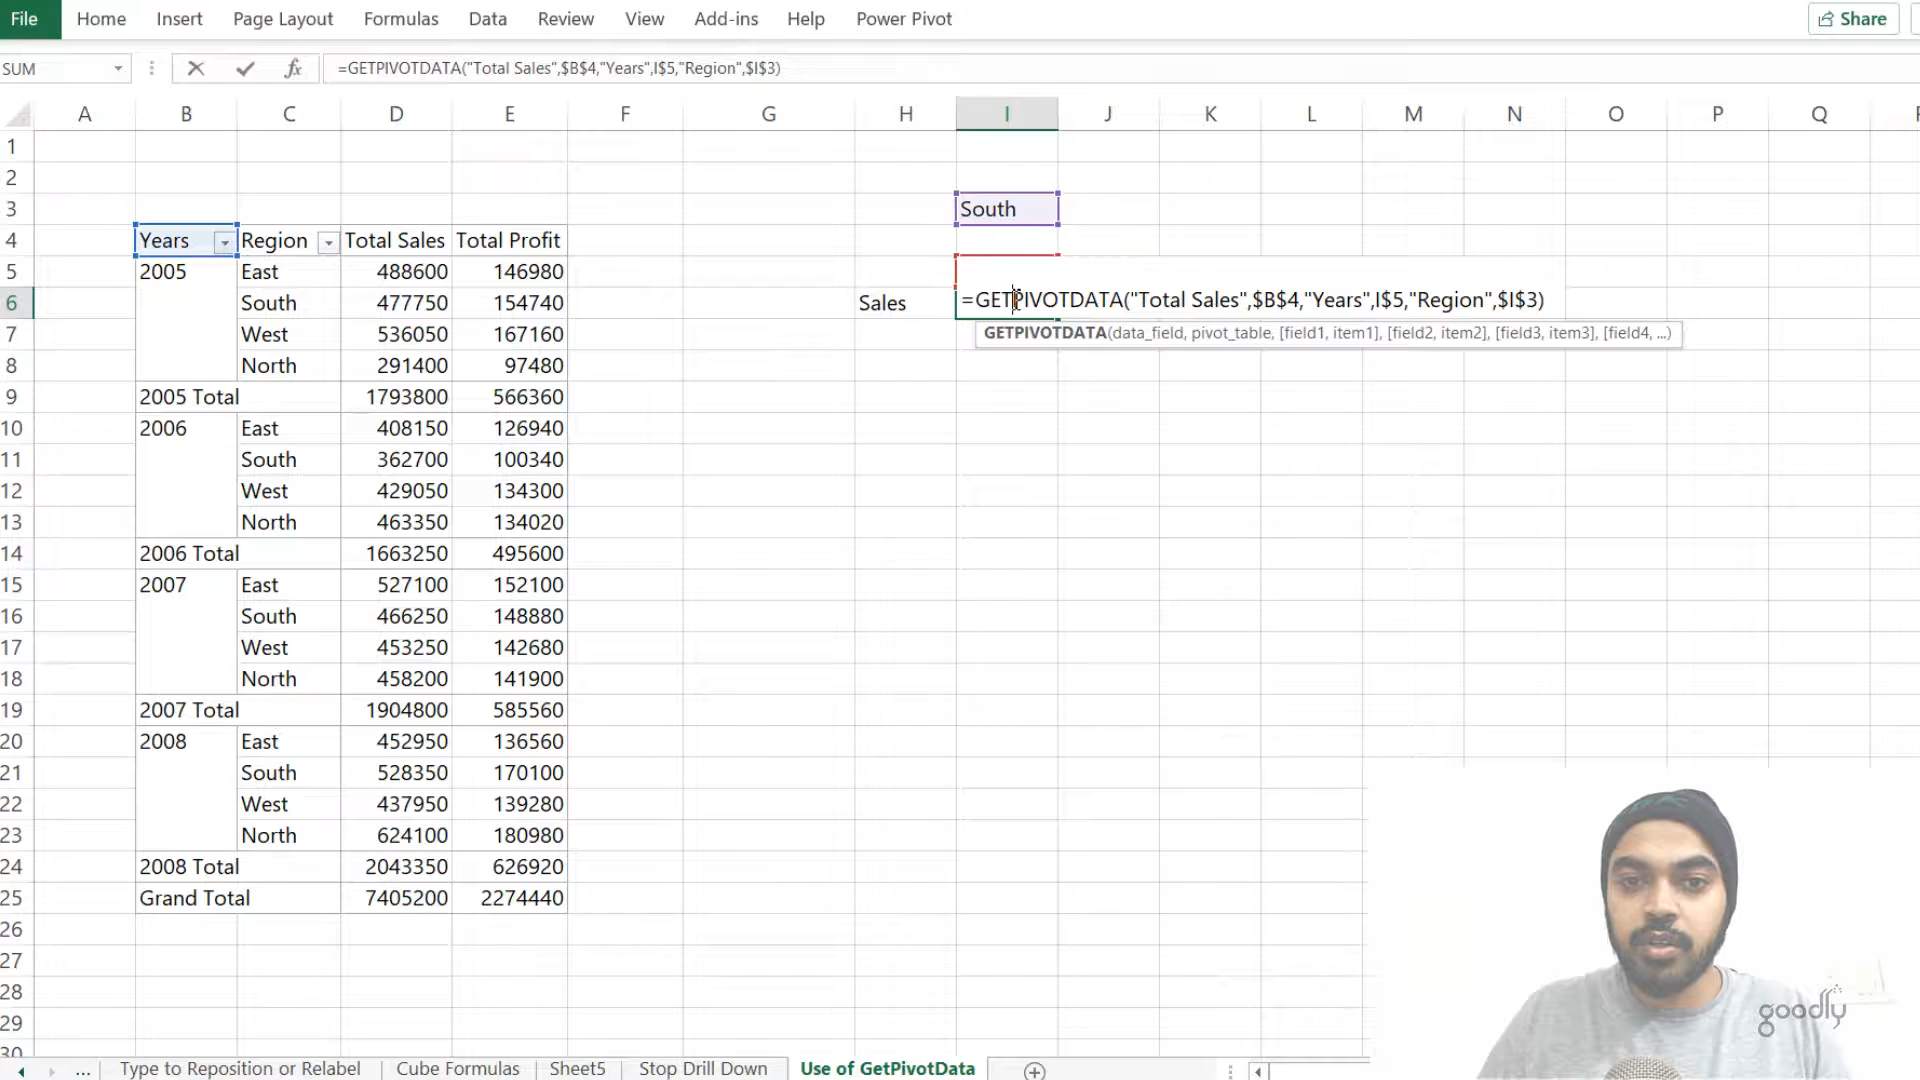 File Home Insert Page Layout Formulas Data Review View Add-ins Help Power Pivot Share
SUM fx =GETPIVOTDATA("Total Sales",$B$4,"Years",I$5,"Region",$I$3)
A B C D E F G H I J K L M N O P Q
1
2
3 South
4 Years Region Total Sales Total Profit
5 2005 East 488600 146980
6 South 477750 154740 Sales =GETPIVOTDATA("Total Sales",$B$4,"Years",I$5,"Region",$I$3)
7 West 536050 167160 GETPIVOTDATA(data_field, pivot_table, [field1, item1], [field2, item2], [field3, item3], [field4, ...)
8 North 291400 97480
9 2005 Total 1793800 566360
10 2006 East 408150 126940
11 South 362700 100340
12 West 429050 134300
13 North 463350 134020
14 2006 Total 1663250 495600
15 2007 East 527100 152100
16 South 466250 148880
17 West 453250 142680
18 North 458200 141900
19 2007 Total 1904800 585560
20 2008 East 452950 136560
21 South 528350 170100
22 West 437950 139280
23 North 624100 180980
24 2008 Total 2043350 626920
25 Grand Total 7405200 2274440
26
27
28
29
30
goodly
... Type to Reposition or Relabel Cube Formulas Sheet5 Stop Drill Down Use of GetPivotData